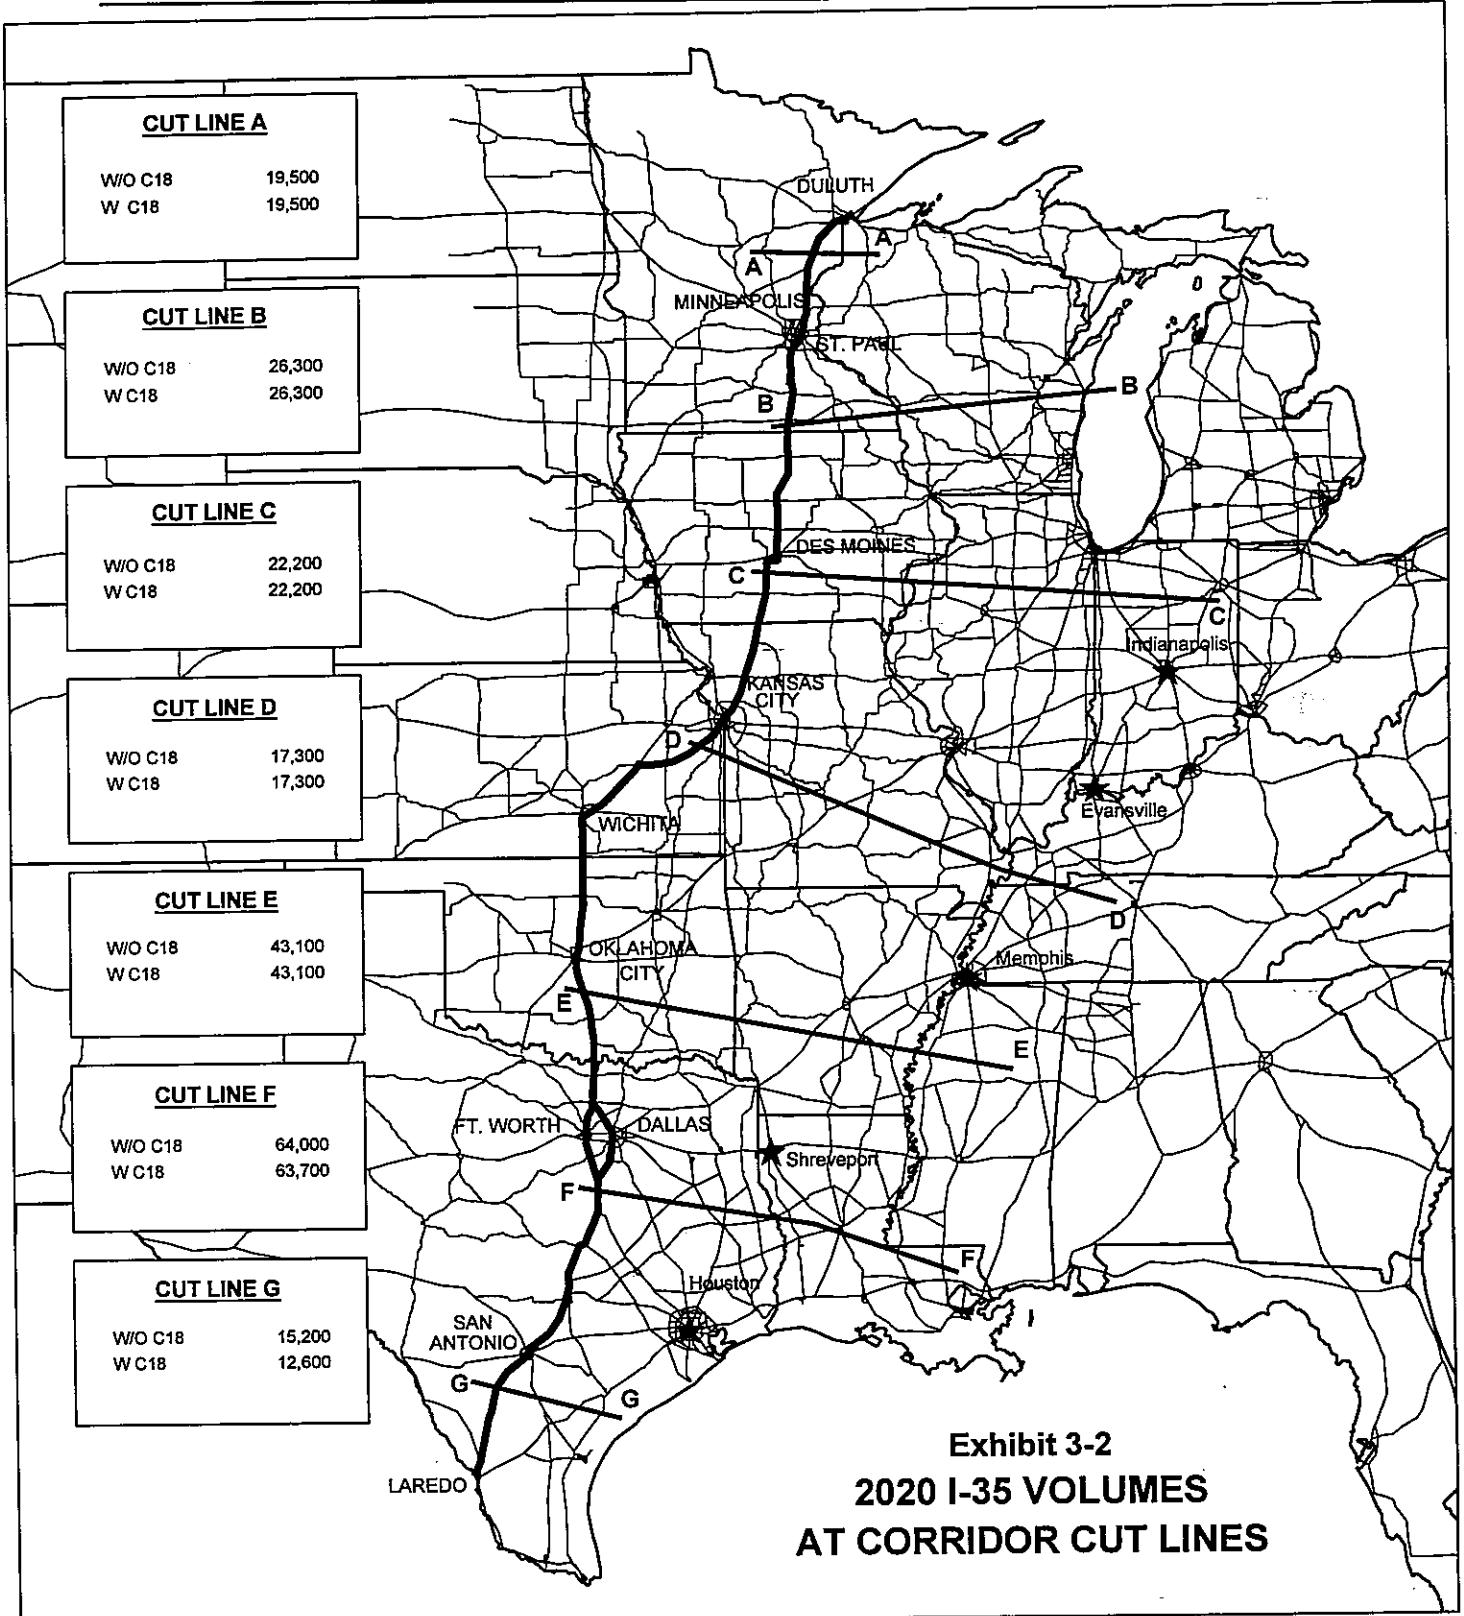 CUT LINE A
W/O C18 19,500
W C18 19,500
CUT LINE B
W/O C18 26,300
W C18 26,300
CUT LINE C
W/O C18 22,200
W C18 22,200
CUT LINE D
W/O C18 17,300
W C18 17,300
CUT LINE E
W/O C18 43,100
W C18 43,100
CUT LINE F
W/O C18 64,000
W C18 63,700
CUT LINE G
W/O C18 15,200
W C18 12,600
DULUTH
A
A
MINNEAPOLIS
ST. PAUL
B
B
DES MOINES
C
C
Indianapolis
KANSAS
CITY
D
Evansville
WICHITA
D
OKLAHOMA
CITY
Memphis
E
E
FT. WORTH
DALLAS
Shreveport
F
F
Houston
SAN
ANTONIO
G
G
LAREDO
Exhibit 3-2
2020 I-35 VOLUMES
AT CORRIDOR CUT LINES